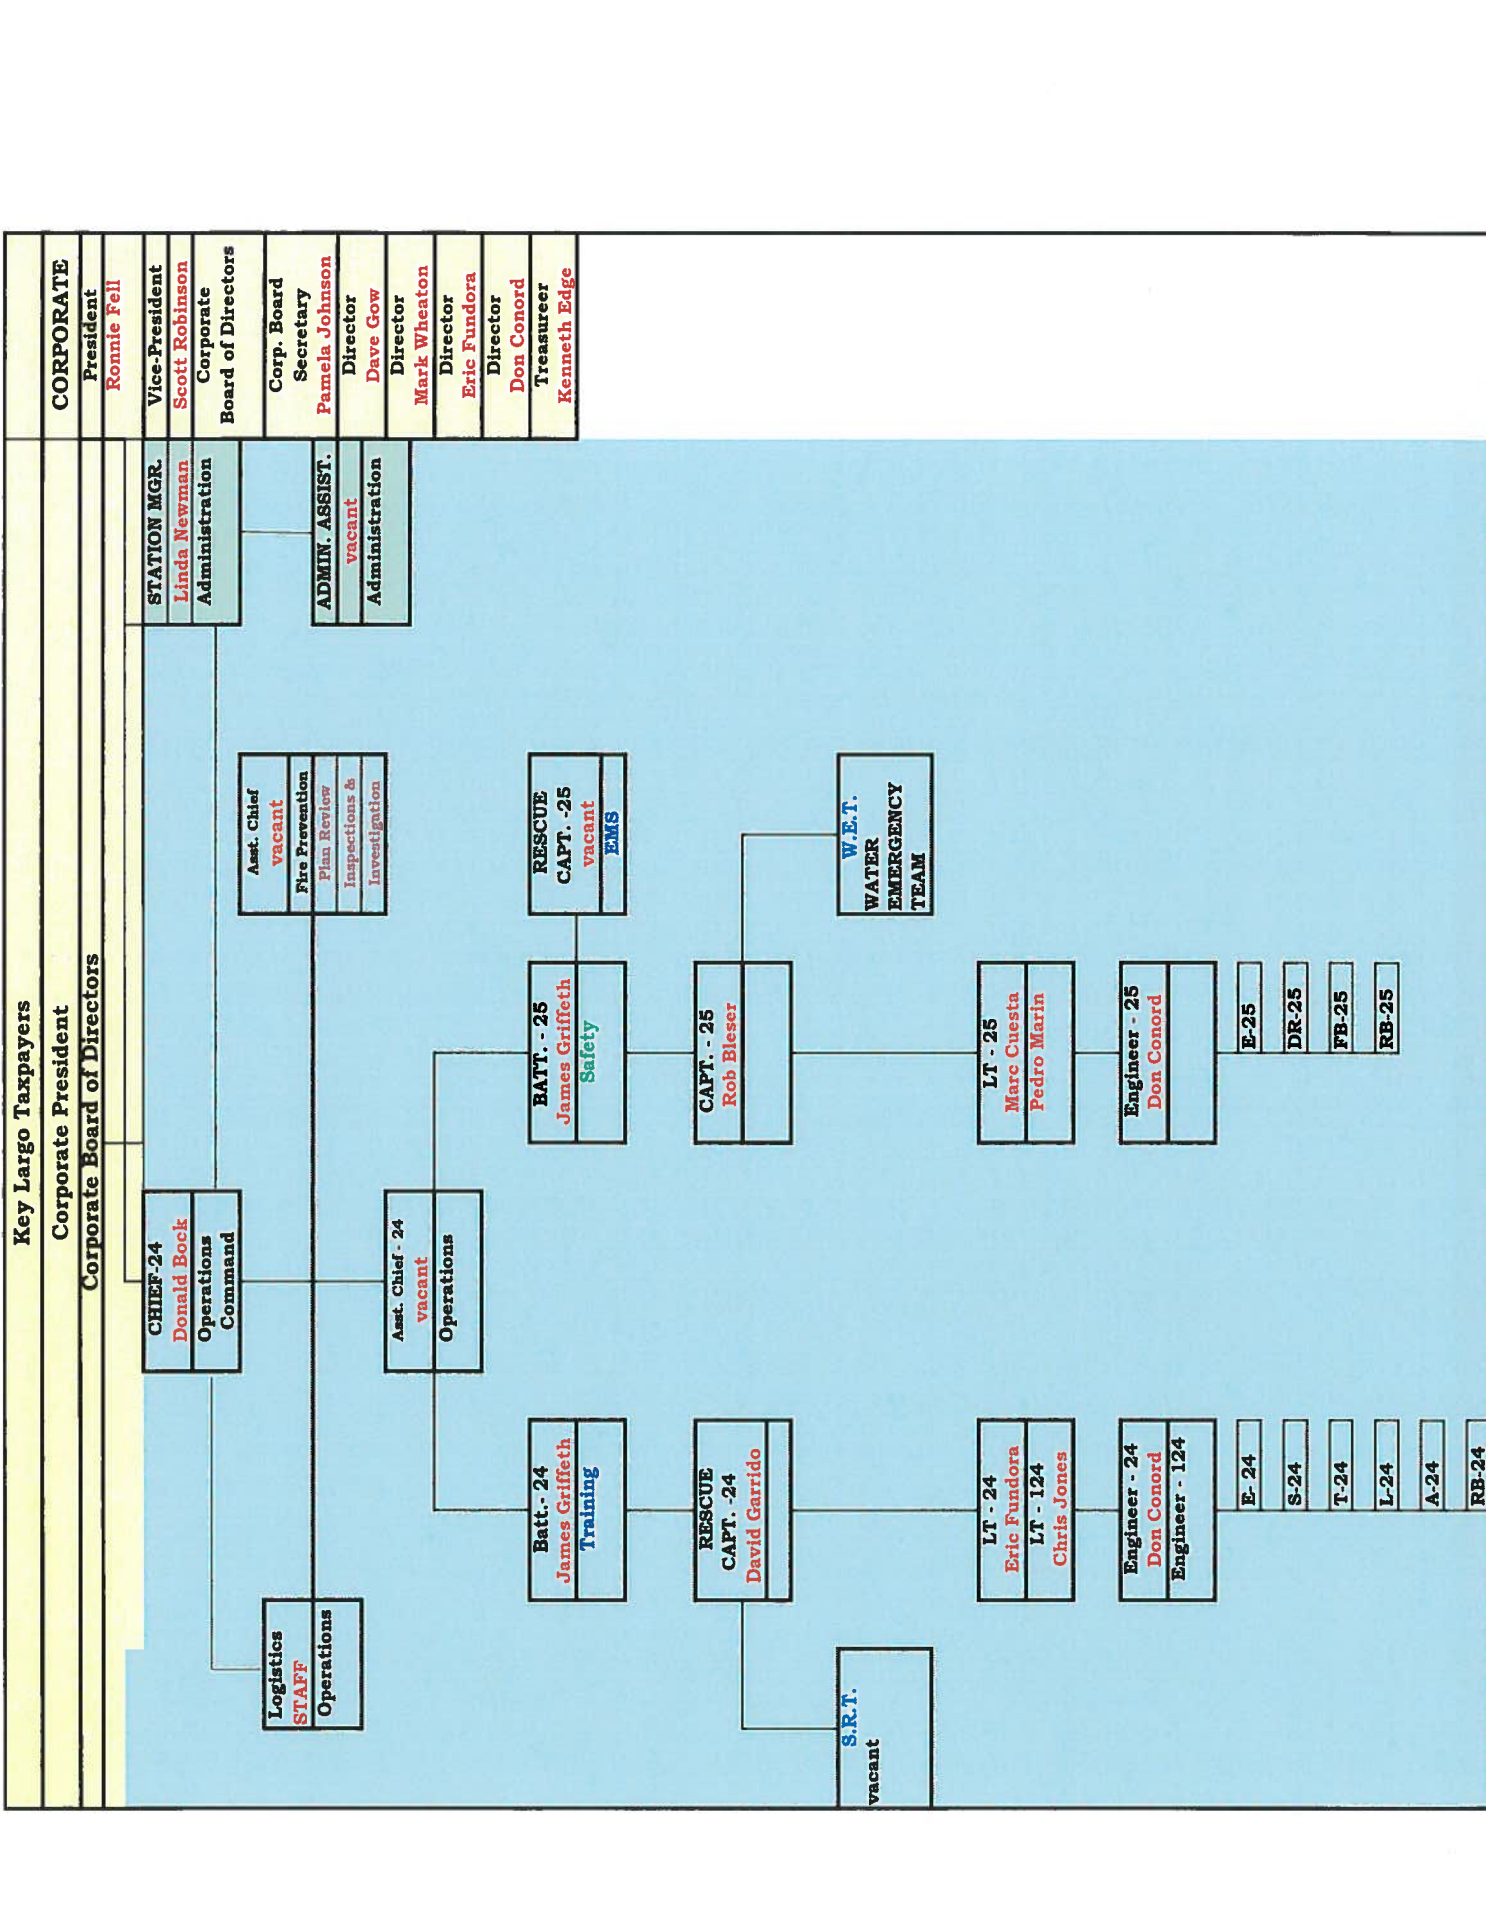 Key Largo Taxpayers
Corporate President
CORPORATE
Corporate Board of Directors
President
Ronnie Fell
CHIEF-24
Donald Bock
Operations
Command
STATION MGR.
Linda Newman
Administration
Vice-President
Scott Robinson
Corporate
Board of Directors
Logistics
STAFF
Operations
Asst. Chief
vacant
Fire Prevention
Plan Review
Inspections &
Investigation
ADMIN. ASSIST.
vacant
Administration
Corp. Board
Secretary
Pamela Johnson
Director
Dave Gow
Director
Mark Wheaton
Director
Eric Fundora
Director
Don Conord
Treasureer
Kenneth Edge
Asst. Chief - 24
vacant
Operations
Batt.- 24
James Griffeth
Training
BATT. - 25
James Griffeth
Safety
RESCUE
CAPT. -25
vacant
EMS
RESCUE
CAPT. -24
David Garrido
CAPT. - 25
Rob Bleser
S.R.T.
vacant
W.E.T.
WATER
EMERGENCY
TEAM
LT - 24
Eric Fundora
LT - 124
Chris Jones
LT - 25
Marc Cuesta
Pedro Marin
Engineer - 24
Don Conord
Engineer - 124
Engineer - 25
Don Conord
E- 24
S-24
T-24
L-24
A-24
RB-24
E-25
DR-25
FB-25
RB-25